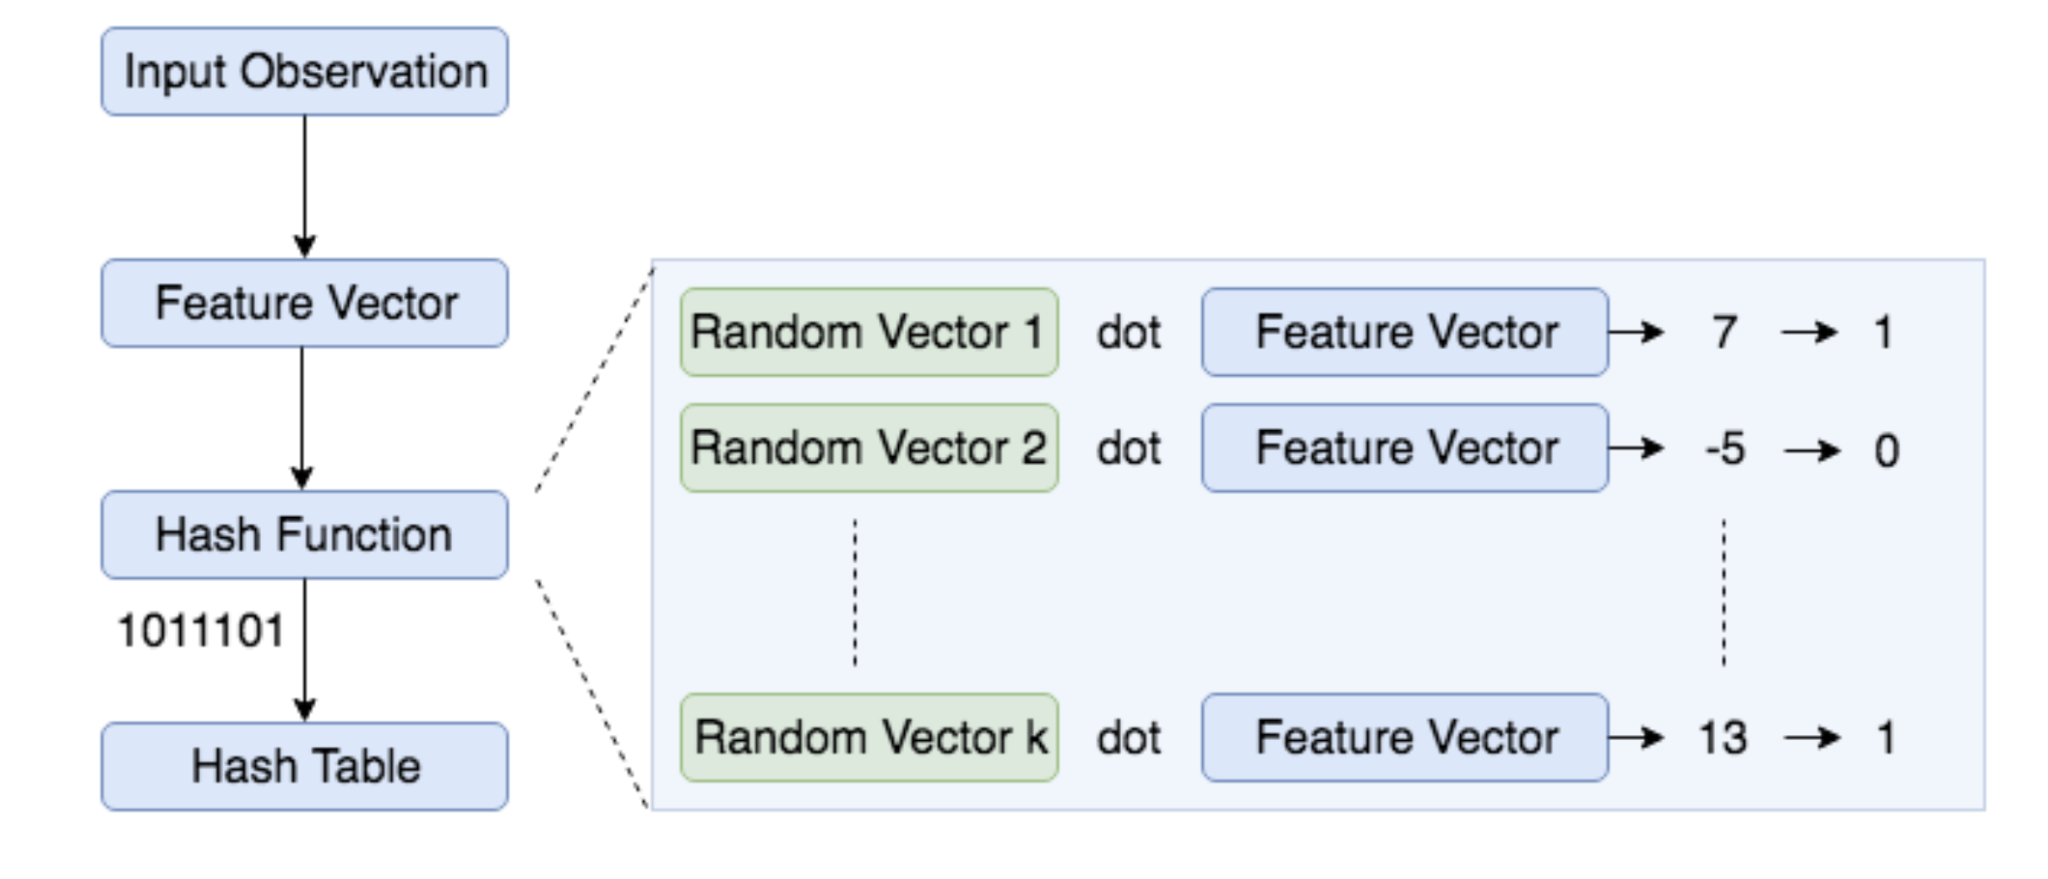 Input Observation
Feature Vector
Hash Function
1011101
Hash Table
Random Vector 1 dot Feature Vector 7 1
Random Vector 2 dot Feature Vector -5 0
Random Vector k dot Feature Vector 13 1